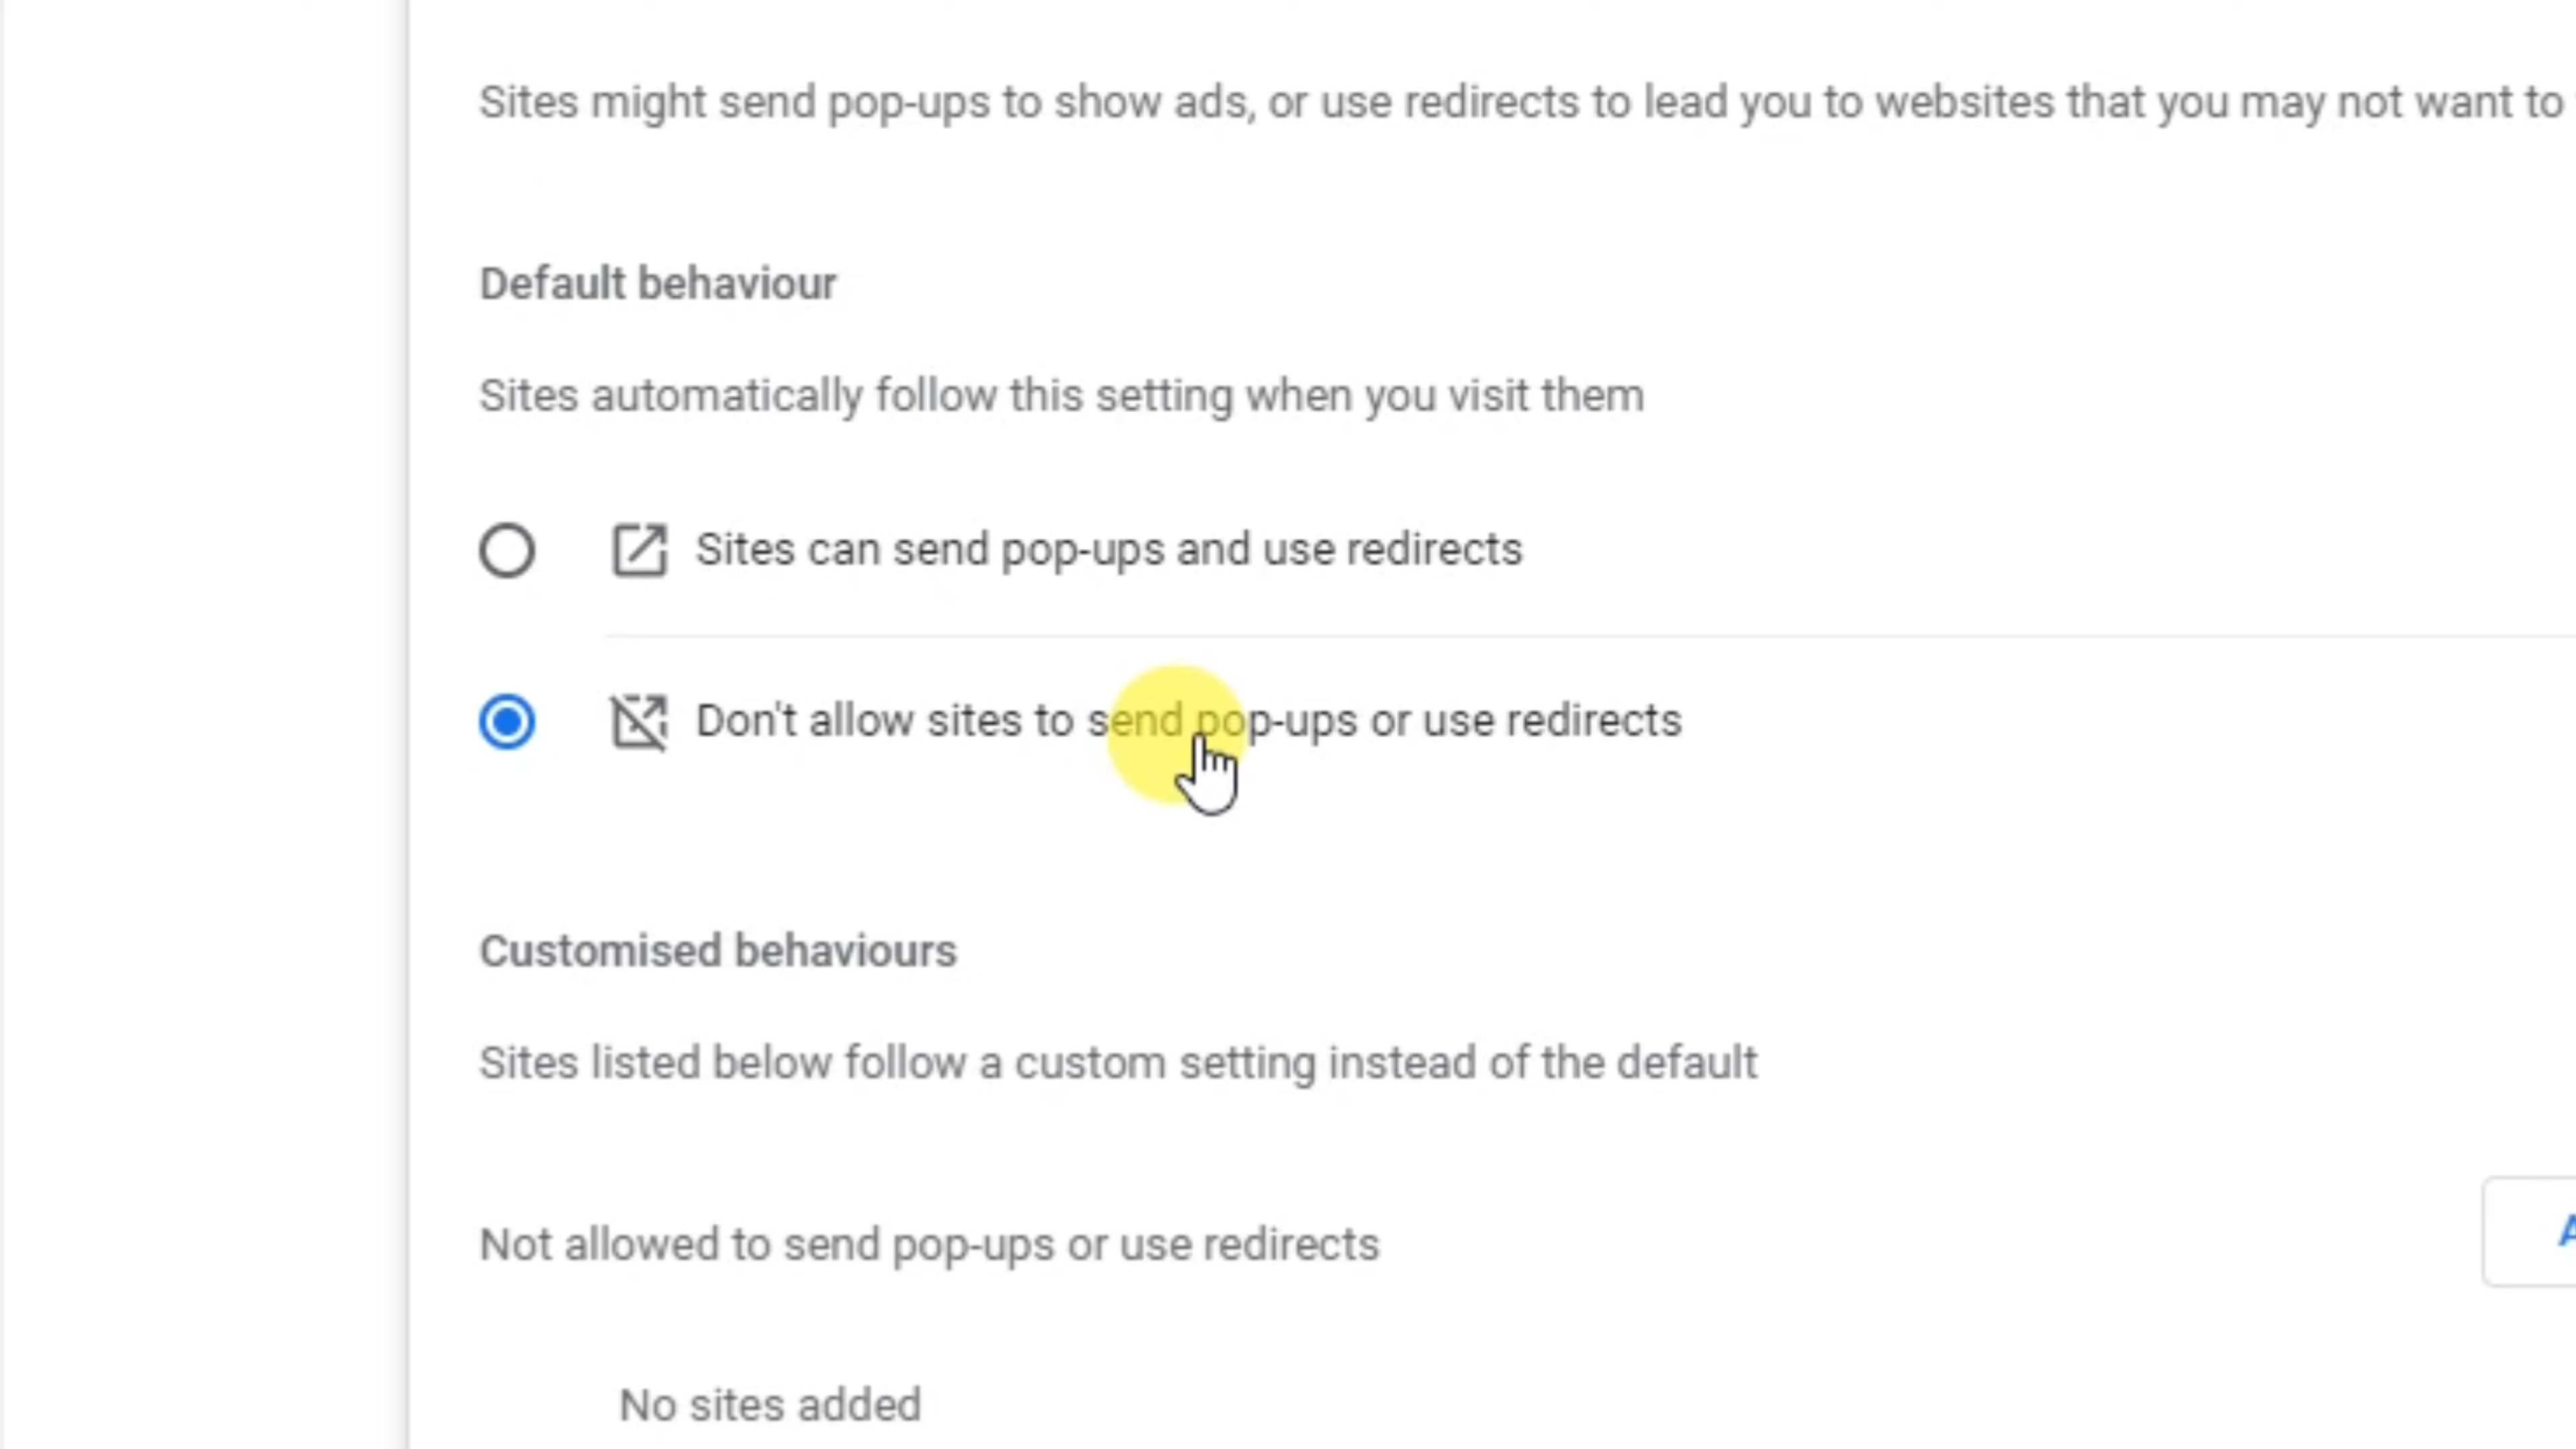 Sites might send pop-ups to show ads, or use redirects to lead you to websites that you may not want to
Default behaviour
Sites automatically follow this setting when you visit them
Sites can send pop-ups and use redirects
Don't allow sites to send pop-ups or use redirects
Customised behaviours
Sites listed below follow a custom setting instead of the default
Not allowed to send pop-ups or use redirects
No sites added